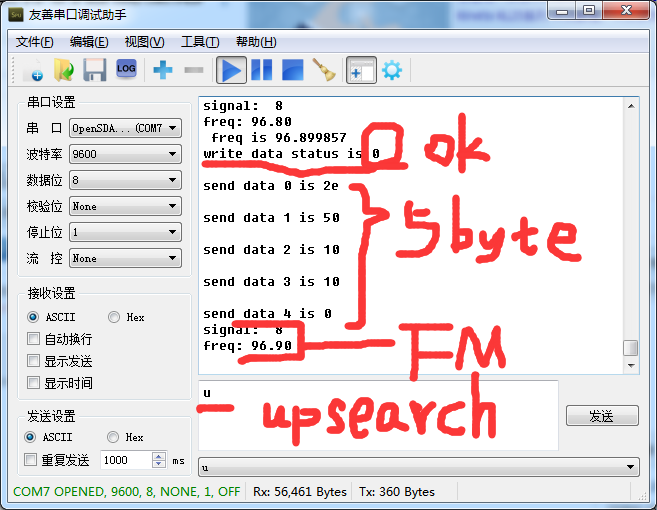 友善串口调试助手
文件(F) 编辑(E) 视图(V) 工具(T) 帮助(H)
LOG
串口设置
串 口 OpenSDA...(COM7
波特率 9600
数据位 8
校验位 None
停止位 1
流 控 None
接收设置
ASCII Hex
自动换行
显示发送
显示时间
发送设置
ASCII Hex
重复发送 1000 ms
signal: 8
freq: 96.80
freq is 96.899857
write data status is 0
ok
send data 0 is 2e
send data 1 is 50
send data 2 is 10
send data 3 is 10
send data 4 is 0
5byte
signal: 8
freq: 96.90
FM
u
upsearch
发送
u
COM7 OPENED, 9600, 8, NONE, 1, OFF Rx: 56,461 Bytes Tx: 360 Bytes